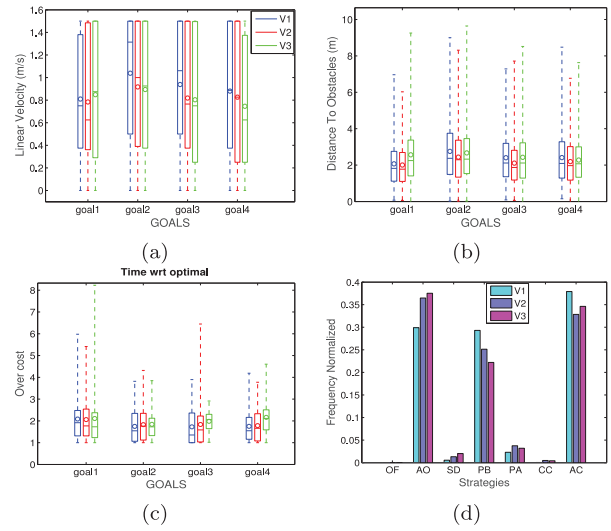 1.6
1.4
1.2
1
0.8
0.6
0.4
0.2
0
Linear Velocity (m/s)
goal1 goal2 goal3 goal4
GOALS
V1
V2
V3
(a)
10
8
6
4
2
0
Distance To Obstacles (m)
goal1 goal2 goal3 goal4
GOALS
(b)
Time wrt optimal
8
7
6
5
4
3
2
1
0
Over cost
goal1 goal2 goal3 goal4
GOALS
(c)
0.4
0.35
0.3
0.25
0.2
0.15
0.1
0.05
0
Frequency Normalized
V1
V2
V3
OF AO SD PB PA CC AC
Strategies
(d)